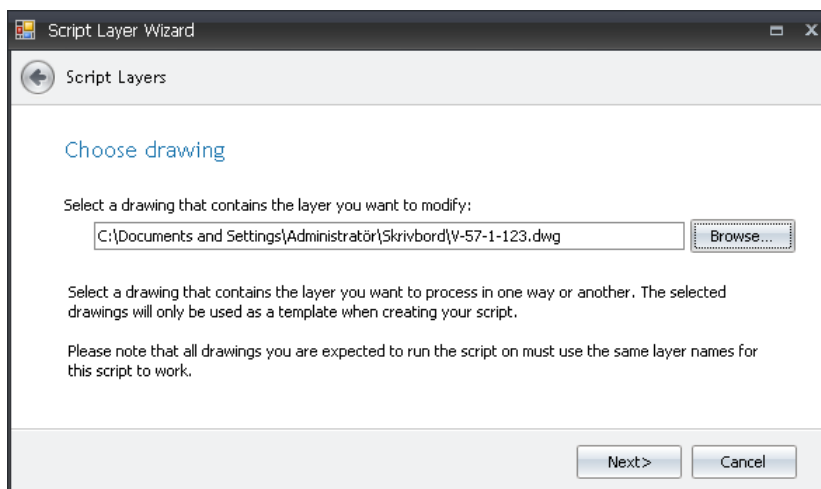 Script Layer Wizard
Script Layers
Choose drawing
Select a drawing that contains the layer you want to modify:
C:\Documents and Settings\Administratör\Skrivbord\V-57-1-123.dwg
Browse...
Select a drawing that contains the layer you want to process in one way or another. The selected
drawings will only be used as a template when creating your script.
Please note that all drawings you are expected to run the script on must use the same layer names for
this script to work.
Next>
Cancel